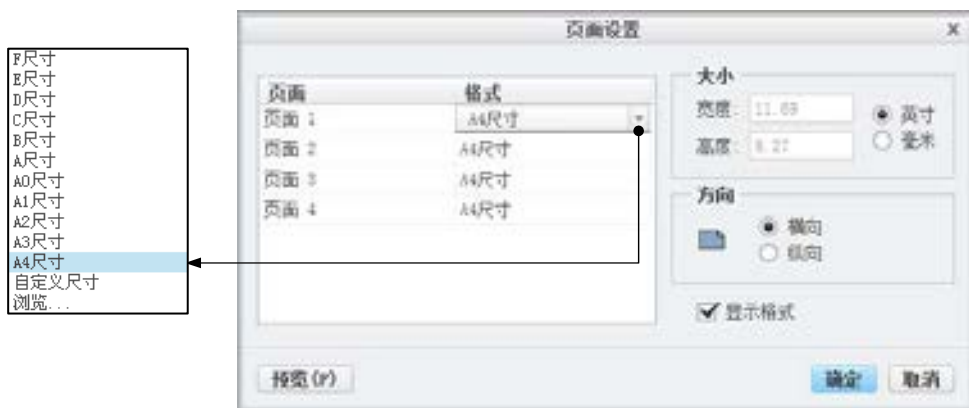 F尺寸
E尺寸
D尺寸
C尺寸
B尺寸
A尺寸
A0尺寸
A1尺寸
A2尺寸
A3尺寸
A4尺寸
自定义尺寸
浏览...
页面设置
页面 格式
页面 1 A4尺寸
页面 2 A4尺寸
页面 3 A4尺寸
页面 4 A4尺寸
大小
宽度: 11.69
高度: 8.27
英寸
毫米
方向
横向
纵向
显示格式
预览(P)
确定 取消